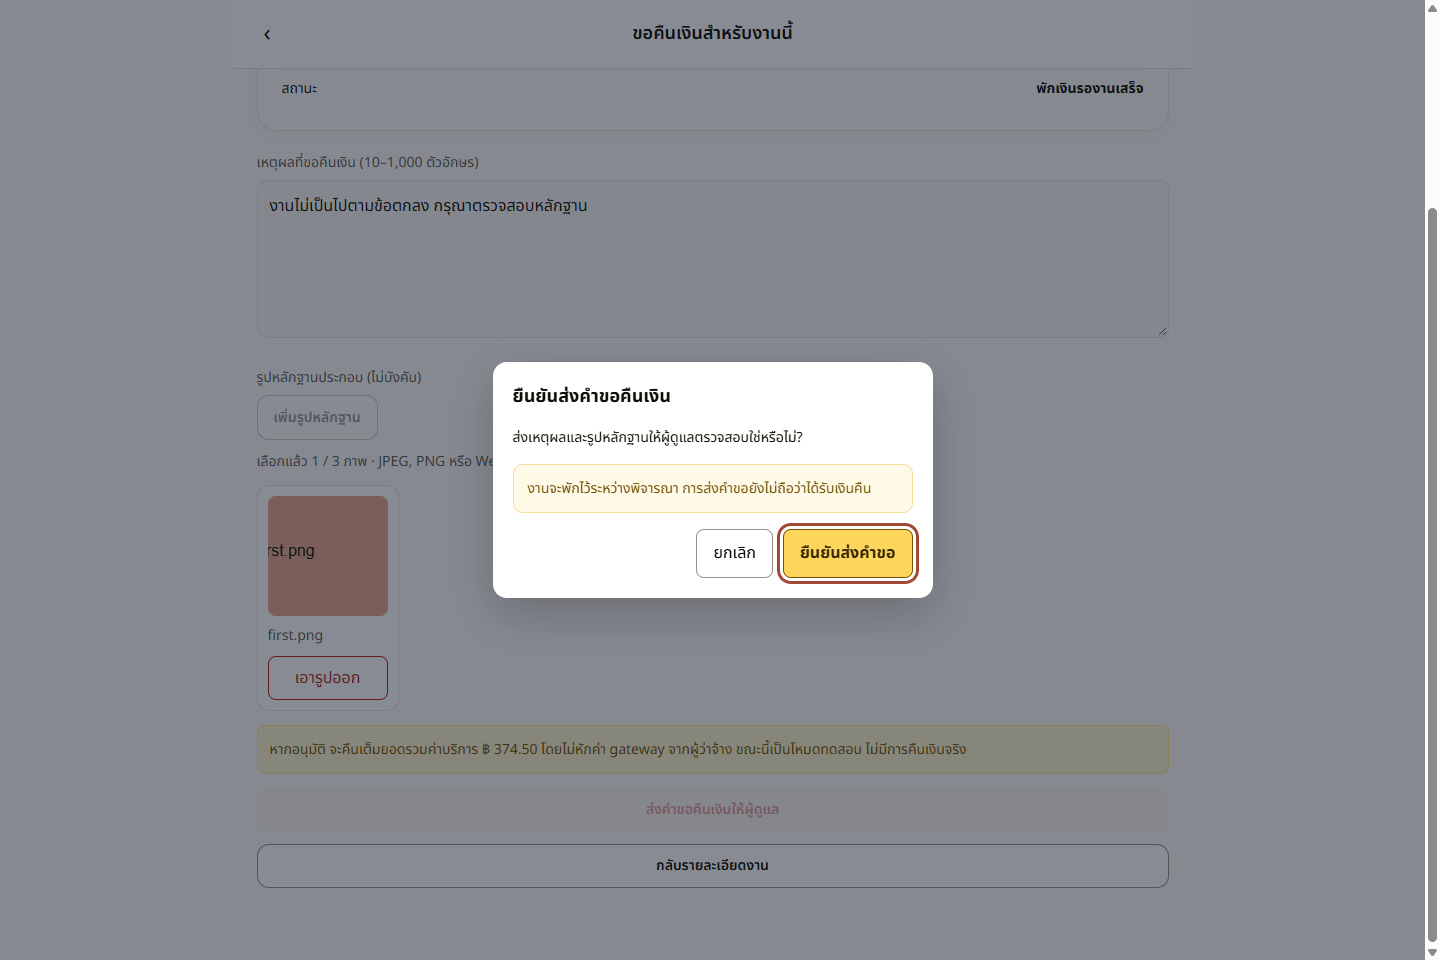 ขอคืนเงินสำหรับงานนี้
สถานะ
พักเงินรองานเสร็จ
เหตุผลที่ขอคืนเงิน (10–1,000 ตัวอักษร)
งานไม่เป็นไปตามข้อตกลง กรุณาตรวจสอบหลักฐาน
รูปหลักฐานประกอบ (ไม่บังคับ)
เพิ่มรูปหลักฐาน
เลือกแล้ว 1 / 3 ภาพ · JPEG, PNG หรือ We
rst.png
first.png
เอารูปออก
ยืนยันส่งคำขอคืนเงิน
ส่งเหตุผลและรูปหลักฐานให้ผู้ดูแลตรวจสอบใช่หรือไม่?
งานจะพักไว้ระหว่างพิจารณา การส่งคำขอยังไม่ถือว่าได้รับเงินคืน
ยกเลิก
ยืนยันส่งคำขอ
หากอนุมัติ จะคืนเต็มยอดรวมค่าบริการ ฿ 374.50 โดยไม่หักค่า gateway จากผู้ว่าจ้าง ขณะนี้เป็นโหมดทดสอบ ไม่มีการคืนเงินจริง
ส่งคำขอคืนเงินให้ผู้ดูแล
กลับรายละเอียดงาน